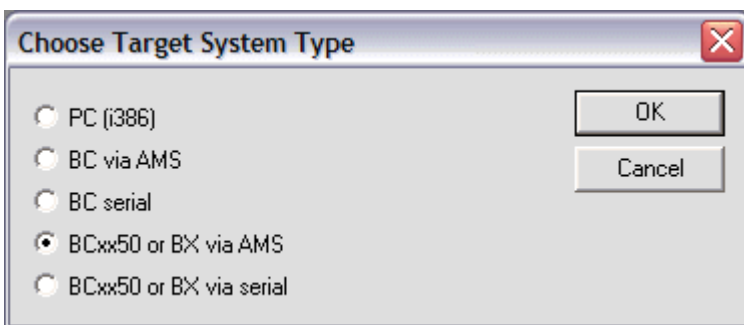 Choose Target System Type
PC (i386)
OK
BC via AMS
Cancel
BC serial
BCxx50 or BX via AMS
BCxx50 or BX via serial